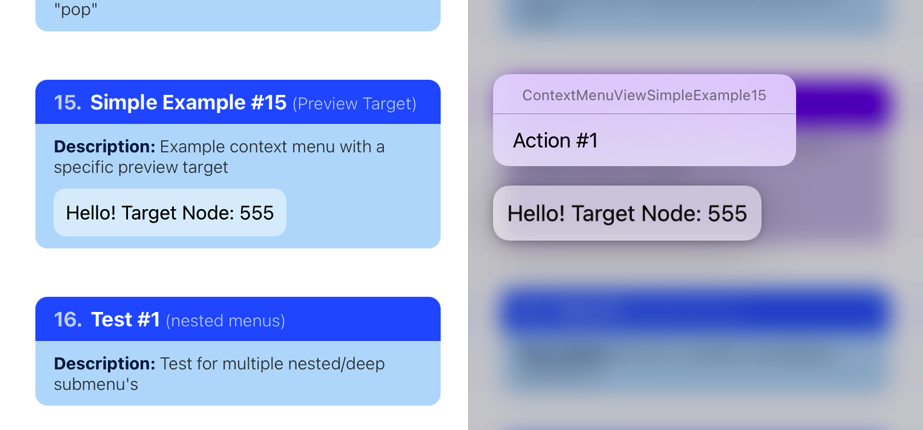 "pop"
15. Simple Example #15 (Preview Target)
Description: Example context menu with a
specific preview target
Hello! Target Node: 555
16. Test #1 (nested menus)
Description: Test for multiple nested/deep
submenu's
ContextMenuViewSimpleExample15
Action #1
Hello! Target Node: 555